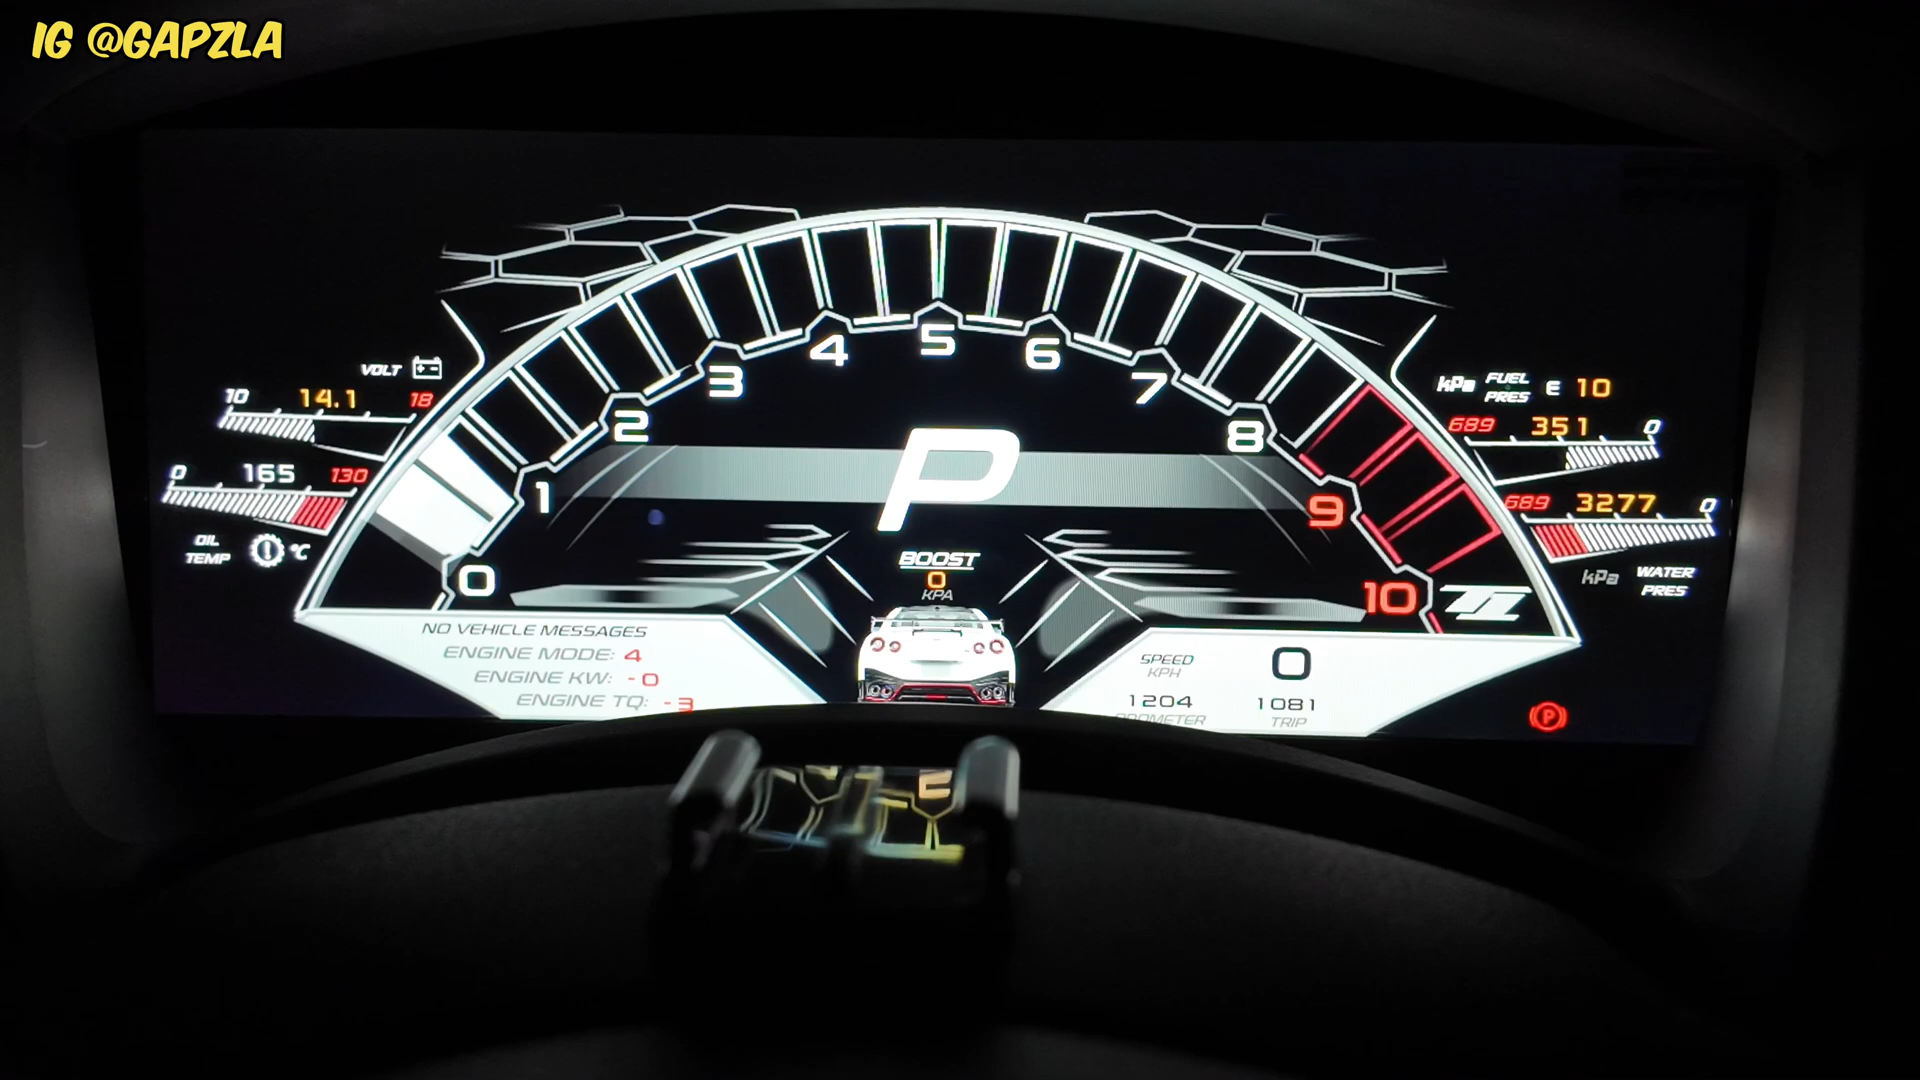 IG @GAPZLA
VOLT
10 14.1 18
0 165 130
OIL
TEMP °C
0 1 2 3 4 5 6 7 8 9 10
P
BOOST
0
KPA
NO VEHICLE MESSAGES
ENGINE MODE: 4
ENGINE KW: -0
ENGINE TQ: -3
kPa FUEL
PRES E 10
689 351 0
689 3277 0
kPa WATER
PRES
SPEED
KPH 0
1204 1081
ODOMETER TRIP
P